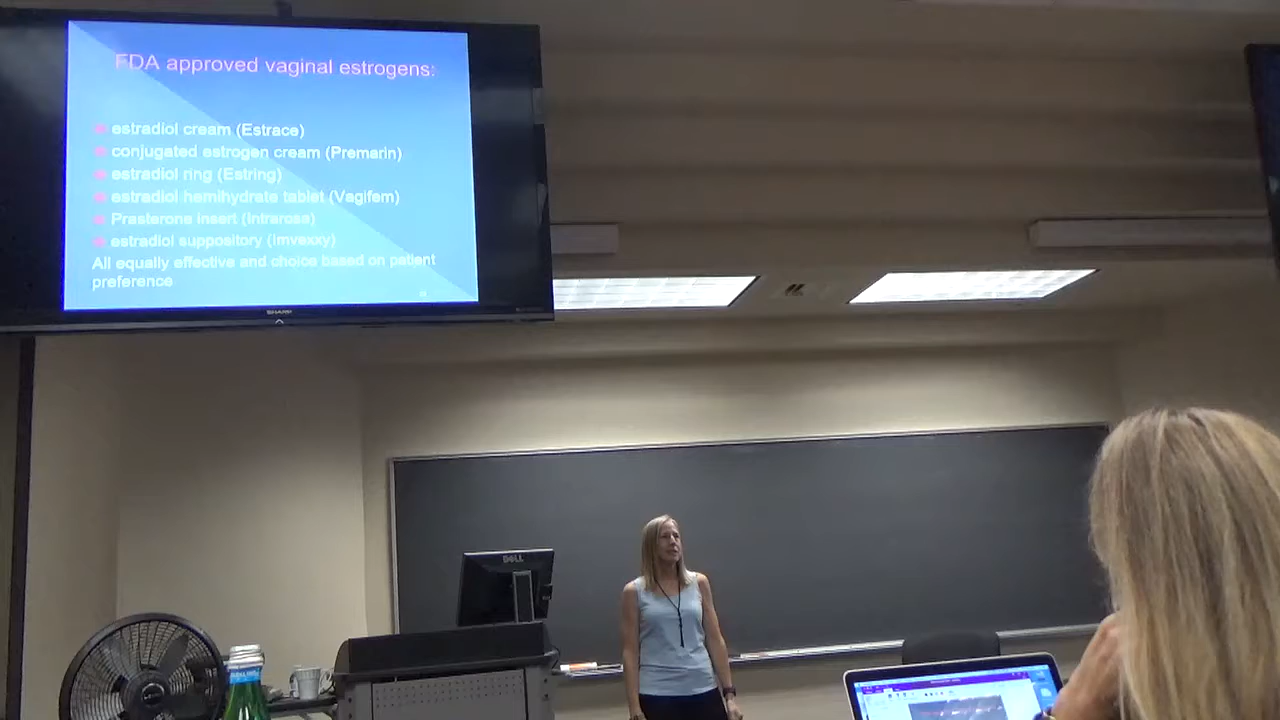 FDA approved vaginal estrogens:
estradiol cream (Estrace)
conjugated estrogen cream (Premarin)
estradiol ring (Estring)
estradiol hemihydrate tablet (Vagifem)
Prasterone insert (Intrarosa)
estradiol suppository (Imvexxy)
All equally effective and choice based on patient
preference
SHARP
DELL